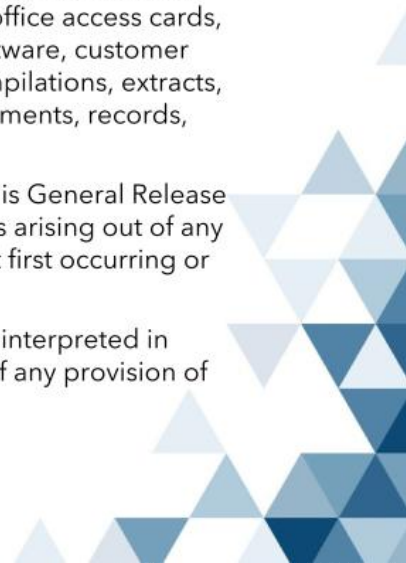 office access cards,
ware, customer
pilations, extracts,
ments, records,
is General Release
s arising out of any
first occurring or
interpreted in
f any provision of